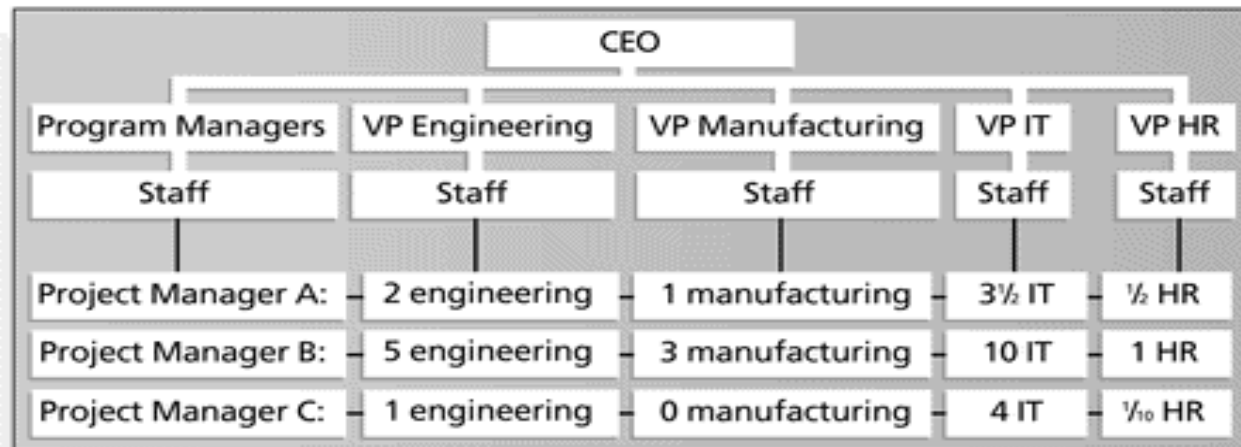 CEO
Program Managers VP Engineering VP Manufacturing VP IT VP HR
Staff Staff Staff Staff Staff
Project Manager A: 2 engineering 1 manufacturing 3½ IT ½ HR
Project Manager B: 5 engineering 3 manufacturing 10 IT 1 HR
Project Manager C: 1 engineering 0 manufacturing 4 IT 1/10 HR